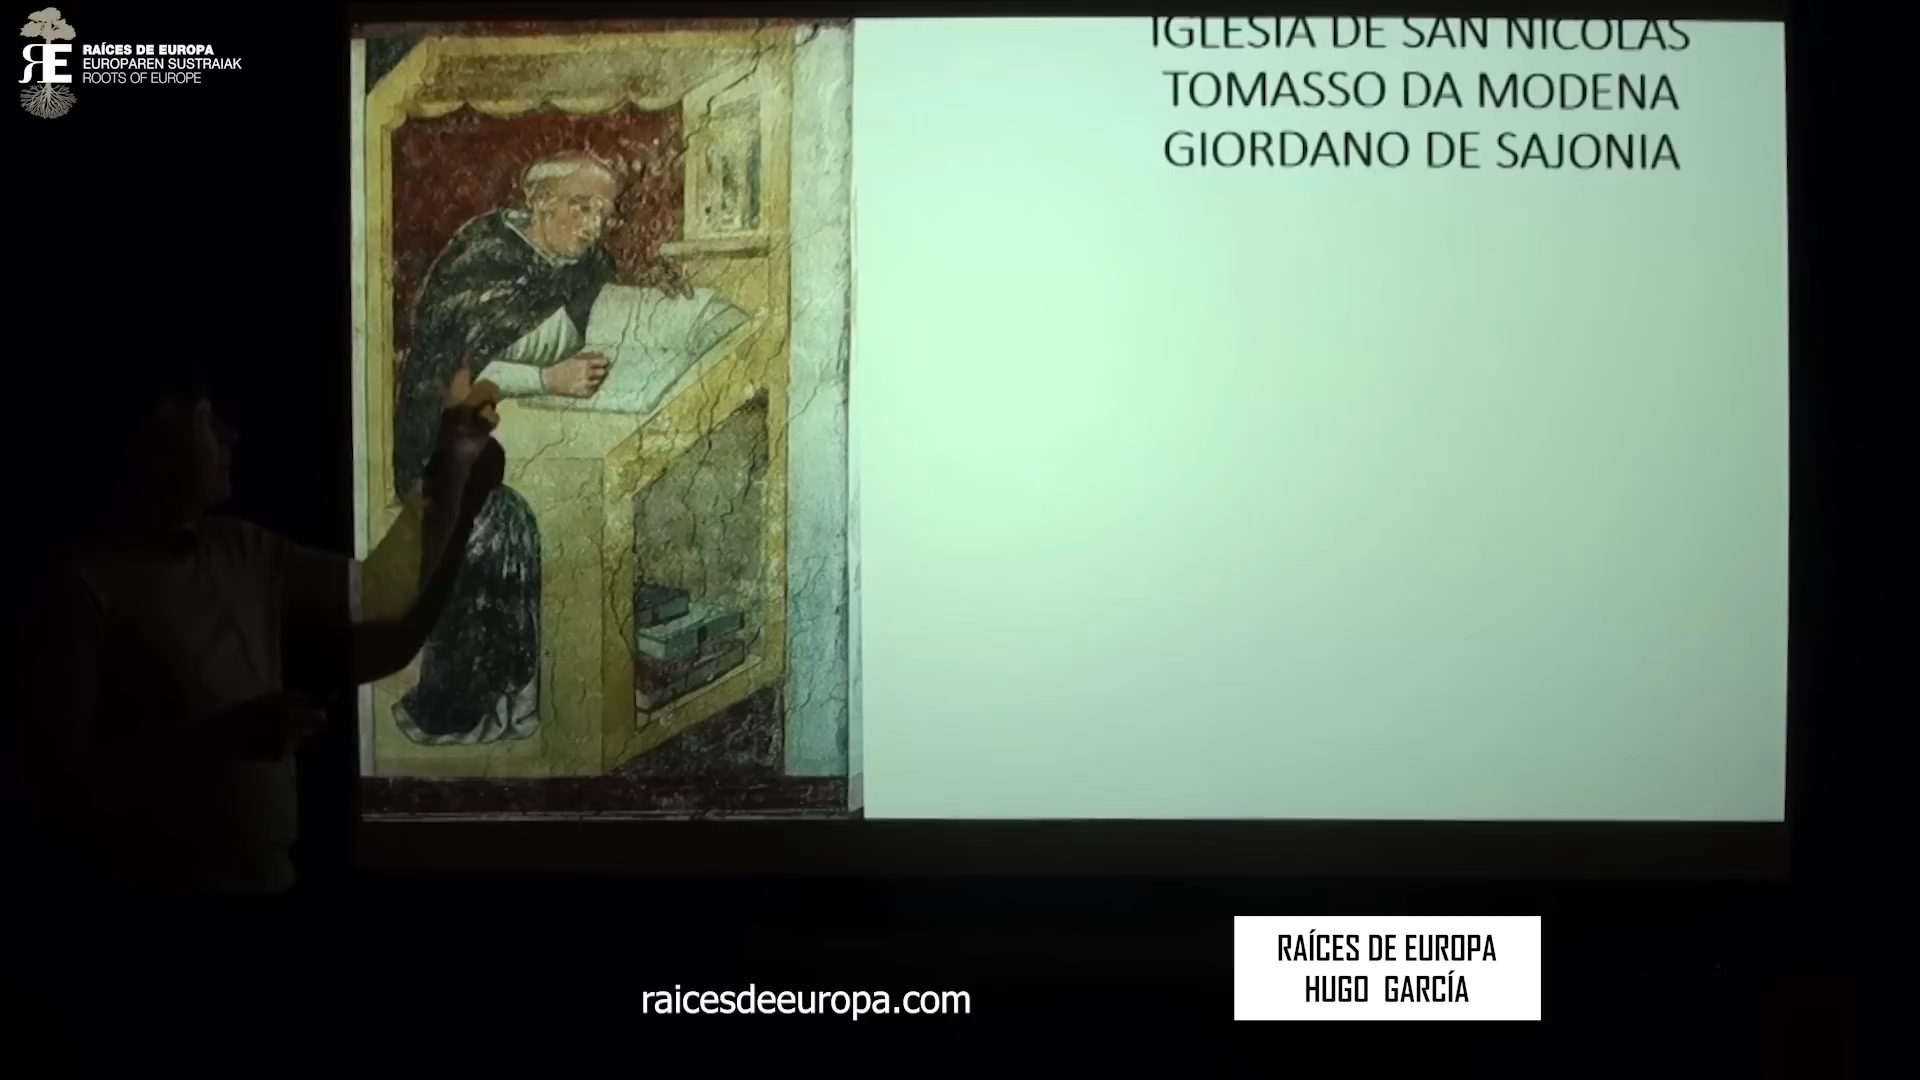 RAÍCES DE EUROPA
EUROPAREN SUSTRAIAK
ROOTS OF EUROPE
IGLESIA DE SAN NICOLAS
TOMASSO DA MODENA
GIORDANO DE SAJONIA
RAÍCES DE EUROPA
HUGO GARCÍA
raicesdeeuropa.com